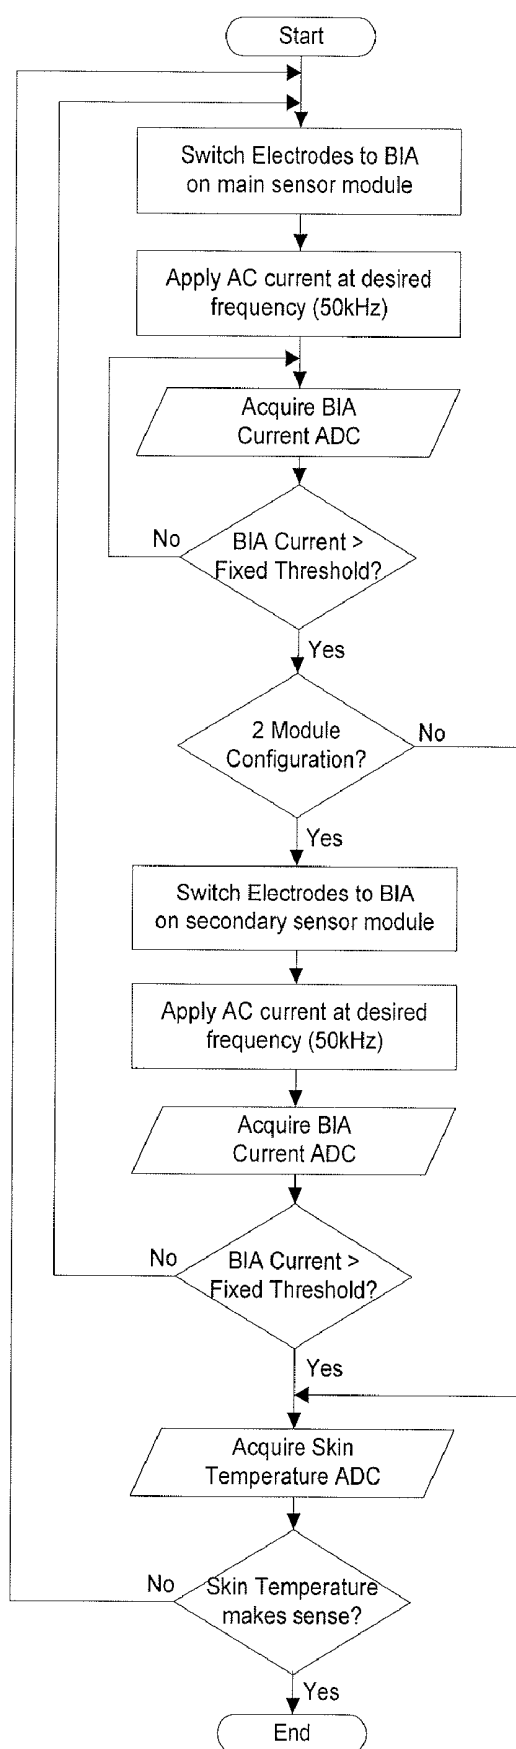 Start
Switch Electrodes to BIA
on main sensor module
Apply AC current at desired
frequency (50kHz)
Acquire BIA
Current ADC
No
BIA Current >
Fixed Threshold?
Yes
2 Module
Configuration?
No
Yes
Switch Electrodes to BIA
on secondary sensor module
Apply AC current at desired
frequency (50kHz)
Acquire BIA
Current ADC
No
BIA Current >
Fixed Threshold?
Yes
Acquire Skin
Temperature ADC
No
Skin Temperature
makes sense?
Yes
End